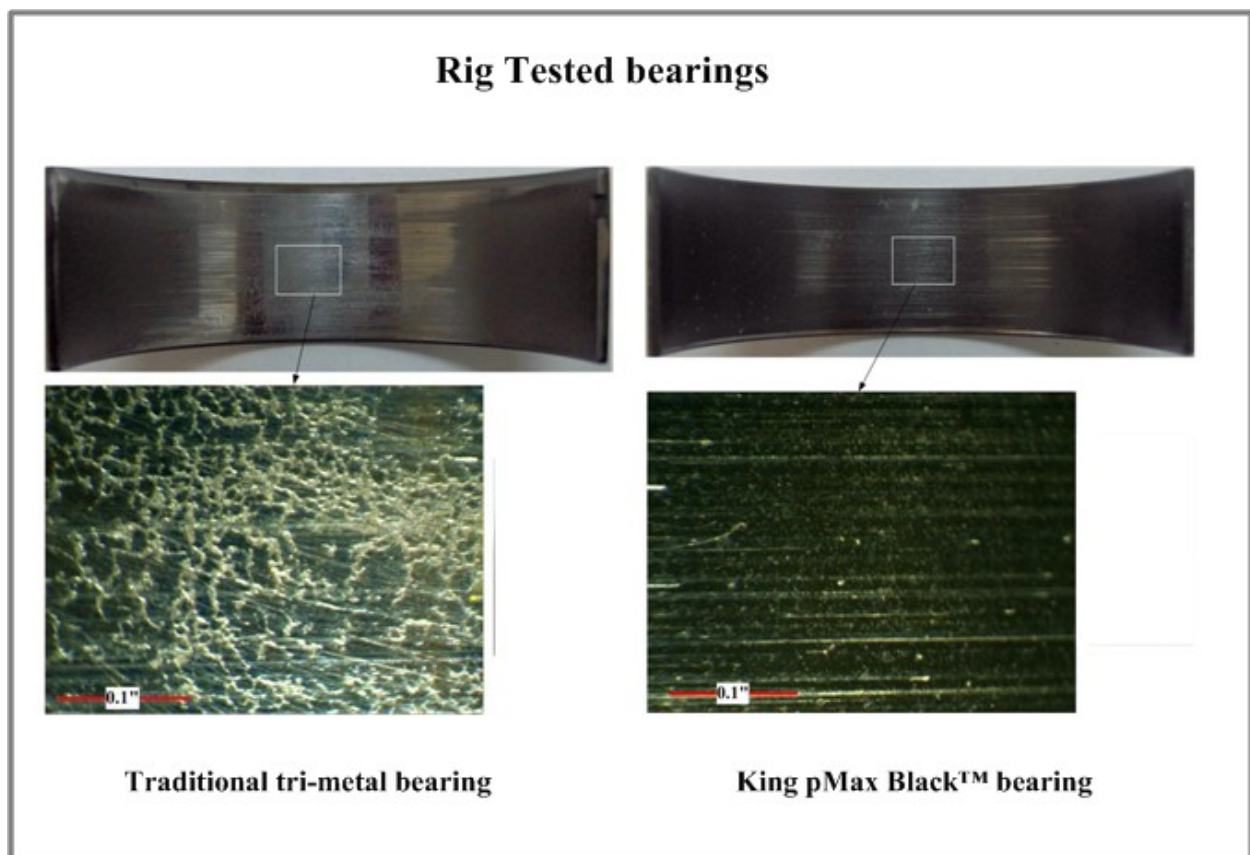 Rig Tested bearings
0.1"
0.1"
Traditional tri-metal bearing
King pMax Black™ bearing